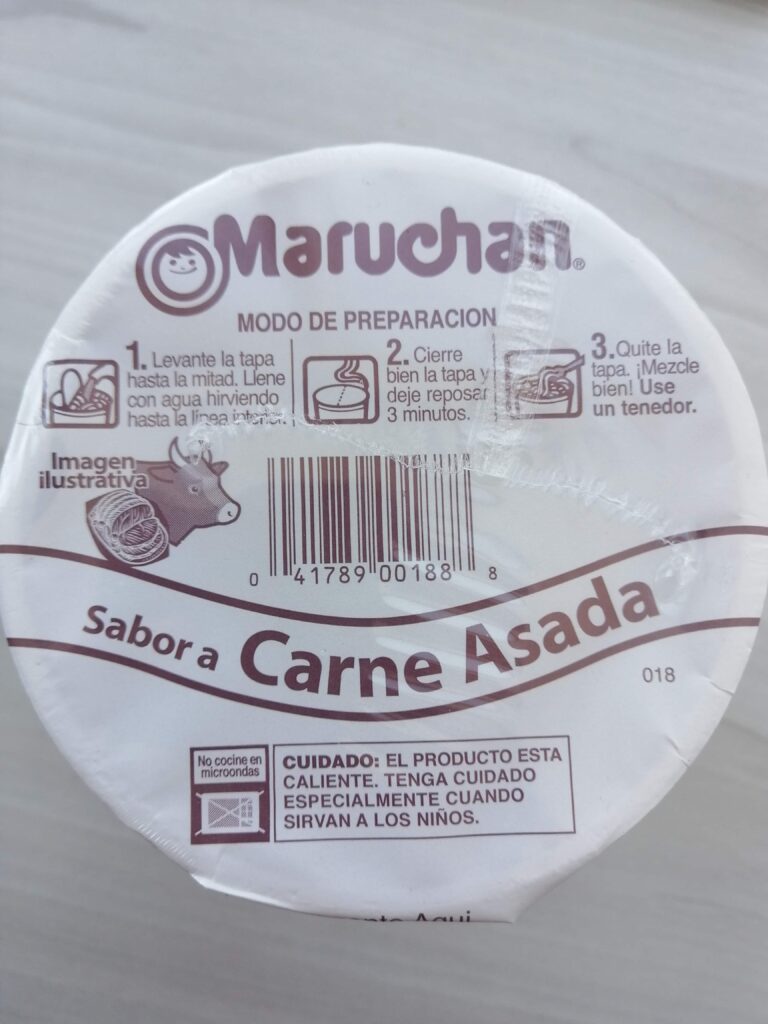 Maruchan®
MODO DE PREPARACION
1. Levante la tapa
hasta la mitad. Llene
con agua hirviendo
hasta la línea interior.
2. Cierre
bien la tapa y
deje reposar
3 minutos.
3. Quite la
tapa. ¡Mezcle
bien! Use
un tenedor.
Imagen
ilustrativa
0 41789 00188 8
Sabor a Carne Asada
018
No cocine en
microondas
CUIDADO: EL PRODUCTO ESTA
CALIENTE. TENGA CUIDADO
ESPECIALMENTE CUANDO
SIRVAN A LOS NIÑOS.
Aqui